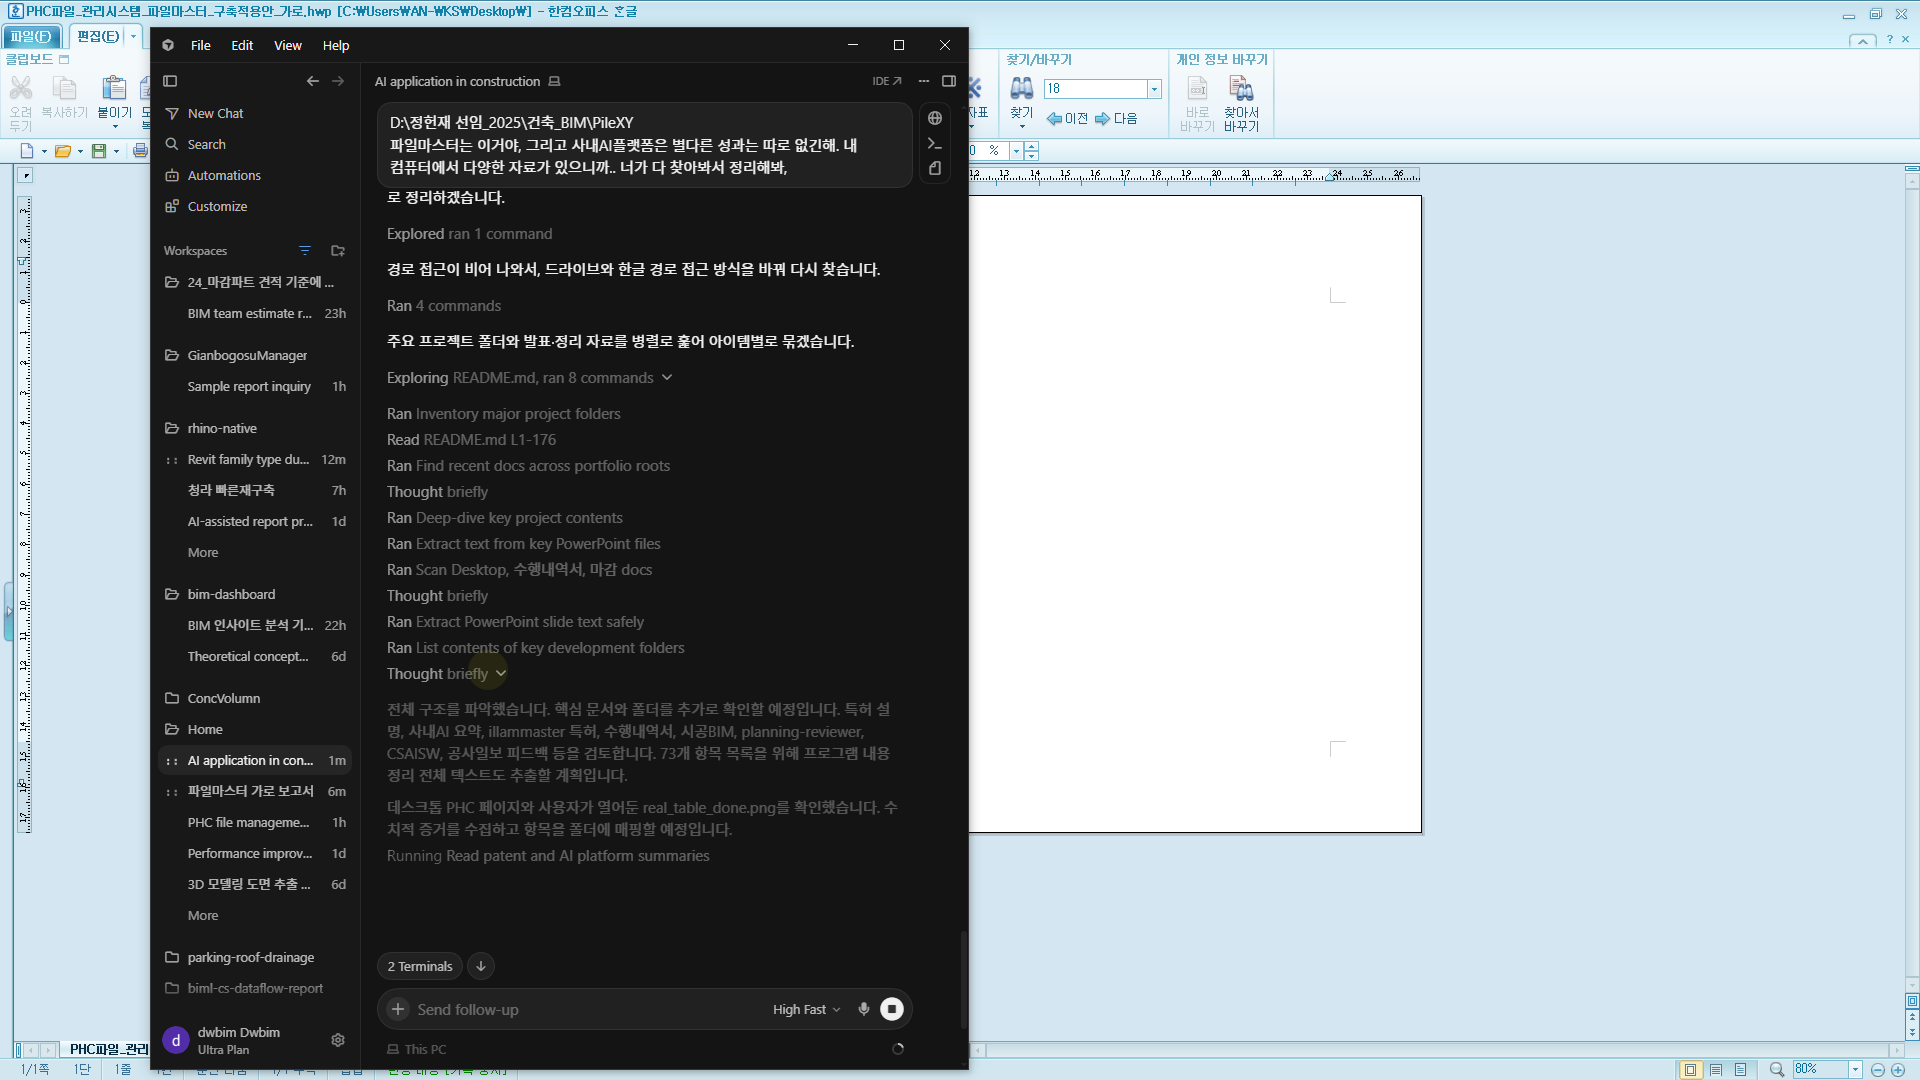 PHC파일_관리시스템_파일마스터_구축적용안_가로.hwp [C:₩Users₩AN-₩KS₩Desktop₩] - 한컴오피스 한글
파일(F)
편집(E)
클립보드
오려
두기
복사하기
붙이기
찾기/바꾸기
찾기
18
이전
다음
개인 정보 바꾸기
바로
바꾸기
찾아서
바꾸기
File Edit View Help
New Chat
Search
Automations
Customize
Workspaces
24_마감파트 견적 기준에 ...
BIM team estimate r... 23h
GianbogosuManager
Sample report inquiry 1h
rhino-native
Revit family type du... 12m
청라 빠른재구축 7h
AI-assisted report pr... 1d
More
bim-dashboard
BIM 인사이트 분석 기... 22h
Theoretical concept... 6d
ConcVolumn
Home
AI application in con... 1m
파일마스터 가로 보고서 6m
PHC file manageme... 1h
Performance improv... 1d
3D 모델링 도면 추출 ... 6d
More
parking-roof-drainage
biml-cs-dataflow-report
d
dwbim Dwbim
Ultra Plan
AI application in construction
IDE
D:\정헌재 선임_2025\건축_BIM\PileXY
파일마스터는 이거야, 그리고 사내AI플랫폼은 별다른 성과는 따로 없긴해. 내
컴퓨터에서 다양한 자료가 있으니까.. 너가 다 찾아봐서 정리해봐,
로 정리하겠습니다.
Explored ran 1 command
경로 접근이 비어 나와서, 드라이브와 한글 경로 접근 방식을 바꿔 다시 찾습니다.
Ran 4 commands
주요 프로젝트 폴더와 발표·정리 자료를 병렬로 훑어 아이템별로 묶겠습니다.
Exploring README.md, ran 8 commands
Ran Inventory major project folders
Read README.md L1-176
Ran Find recent docs across portfolio roots
Thought briefly
Ran Deep-dive key project contents
Ran Extract text from key PowerPoint files
Ran Scan Desktop, 수행내역서, 마감 docs
Thought briefly
Ran Extract PowerPoint slide text safely
Ran List contents of key development folders
Thought briefly
전체 구조를 파악했습니다. 핵심 문서와 폴더를 추가로 확인할 예정입니다. 특허 설
명, 사내AI 요약, illammaster 특허, 수행내역서, 시공BIM, planning-reviewer,
CSAISW, 공사일보 피드백 등을 검토합니다. 73개 항목 목록을 위해 프로그램 내용
정리 전체 텍스트도 추출할 계획입니다.
데스크톱 PHC 페이지와 사용자가 열어둔 real_table_done.png를 확인했습니다. 수
치적 증거를 수집하고 항목을 폴더에 매핑할 예정입니다.
Running Read patent and AI platform summaries
2 Terminals
Send follow-up
High Fast
This PC
12 13 14 15 16 17 18 19 20 21 22 23 24 25 26
PHC파일_관리
1/1쪽 1단 1줄
80%